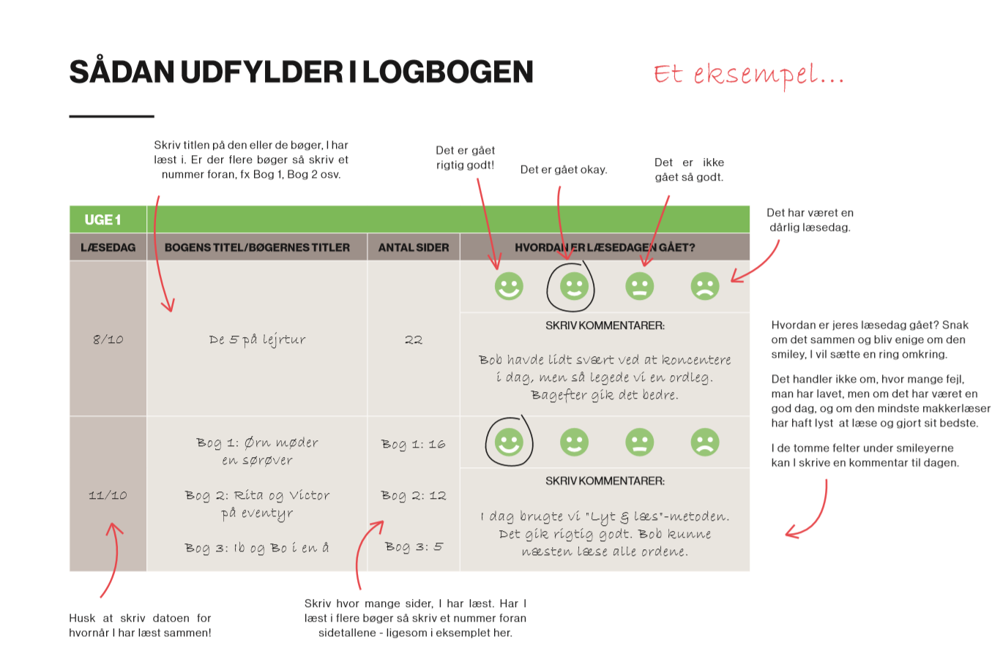 SÅDAN UDFYLDER I LOGBOGEN
Et eksempel...
Skriv titlen på den eller de bøger, I har
læst i. Er der flere bøger så skriv et
nummer foran, fx Bog 1, Bog 2 osv.
Det er gået
rigtig godt!
Det er gået okay.
Det er ikke
gået så godt.
Det har været en
dårlig læsedag.
UGE 1
LÆSEDAG
BOGENS TITEL/BØGERNES TITLER
ANTAL SIDER
HVORDAN ER LÆSEDAGEN GÅET?
8/10
De 5 på lejrtur
22
SKRIV KOMMENTARER:
Bob havde lidt svært ved at koncentere
i dag, men så legede vi en ordleg.
Bagefter gik det bedre.
11/10
Bog 1: Ørn møder
en sørøver
Bog 2: Rita og Victor
på eventyr
Bog 3: Ib og Bo i en å
Bog 1: 16
Bog 2: 12
Bog 3: 5
SKRIV KOMMENTARER:
I dag brugte vi "Lyt & læs"-metoden.
Det gik rigtig godt. Bob kunne
næsten læse alle ordene.
Hvordan er jeres læsedag gået? Snak
om det sammen og bliv enige om den
smiley, I vil sætte en ring omkring.
Det handler ikke om, hvor mange fejl,
man har lavet, men om det har været en
god dag, og om den mindste makkerlæser
har haft lyst at læse og gjort sit bedste.
I de tomme felter under smileyerne
kan I skrive en kommentar til dagen.
Husk at skriv datoen for
hvornår I har læst sammen!
Skriv hvor mange sider, I har læst. Har I
læst i flere bøger så skriv et nummer foran
sidetallene - ligesom i eksemplet her.